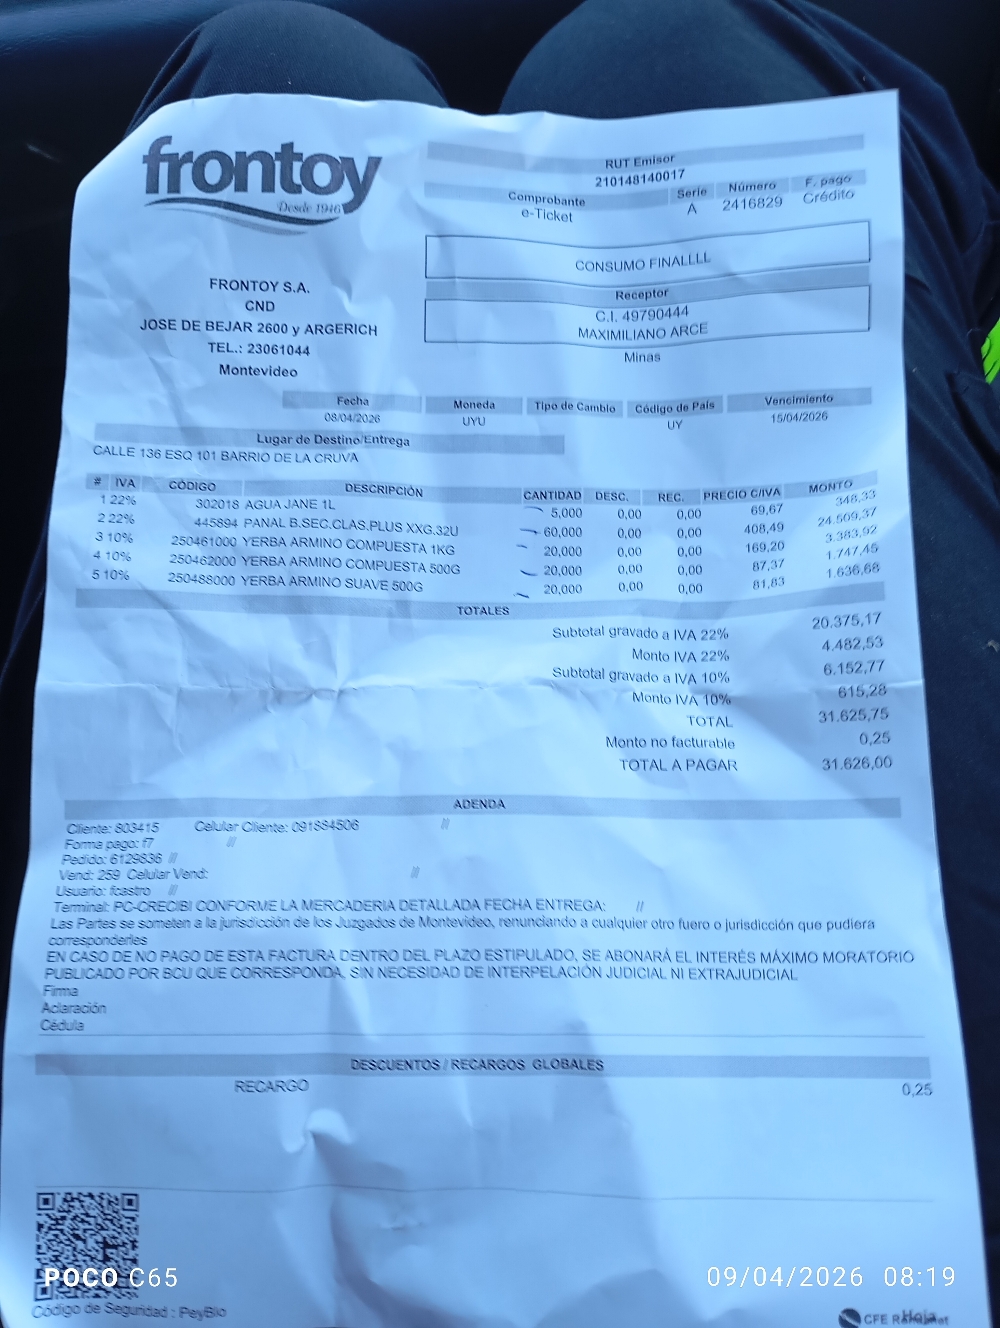 frontoy
Desde 1946
RUT Emisor
210148140017
Comprobante Serie Número F. pago
e-Ticket A 2416829 Crédito
CONSUMO FINALLLL
Receptor
C.I. 49790444
MAXIMILIANO ARCE
Minas
FRONTOY S.A.
CND
JOSE DE BEJAR 2600 y ARGERICH
TEL.: 23061044
Montevideo
Fecha Moneda Tipo de Cambio Código de País Vencimiento
08/04/2026 UYU UY 15/04/2026
Lugar de Destino/Entrega
CALLE 136 ESQ 101 BARRIO DE LA CRUVA
# IVA CÓDIGO DESCRIPCIÓN CANTIDAD DESC. REC. PRECIO C/IVA MONTO
1 22% 302018 AGUA JANE 1L 5,000 0,00 0,00 69,67 348,33
2 22% 445894 PANAL B.SEC.CLAS.PLUS XXG.32U 60,000 0,00 0,00 408,49 24.509,37
3 10% 250461000 YERBA ARMINO COMPUESTA 1KG 20,000 0,00 0,00 169,20 3.383,92
4 10% 250462000 YERBA ARMINO COMPUESTA 500G 20,000 0,00 0,00 87,37 1.747,45
5 10% 250488000 YERBA ARMINO SUAVE 500G 20,000 0,00 0,00 81,83 1.636,68
TOTALES
Subtotal gravado a IVA 22% 20.375,17
Monto IVA 22% 4.482,53
Subtotal gravado a IVA 10% 6.152,77
Monto IVA 10% 615,28
TOTAL 31.625,75
Monto no facturable 0,25
TOTAL A PAGAR 31.626,00
ADENDA
Cliente: 803415 Celular Cliente: 091884506 //
Forma pago: f7 //
Pedido: 6129836 //
Vend: 259 Celular Vend: //
Usuario: fcastro //
Terminal: PC-CRECIBI CONFORME LA MERCADERIA DETALLADA FECHA ENTREGA: //
Las Partes se someten a la jurisdicción de los Juzgados de Montevideo, renunciando a cualquier otro fuero o jurisdicción que pudiera
corresponderles
EN CASO DE NO PAGO DE ESTA FACTURA DENTRO DEL PLAZO ESTIPULADO, SE ABONARÁ EL INTERÉS MÁXIMO MORATORIO
PUBLICADO POR BCU QUE CORRESPONDA, SIN NECESIDAD DE INTERPELACIÓN JUDICIAL NI EXTRAJUDICIAL
Firma
Aclaración
Cédula
DESCUENTOS / RECARGOS GLOBALES
RECARGO 0,25
POCO C65
09/04/2026 08:19
Código de Seguridad : PeyBio
CFE